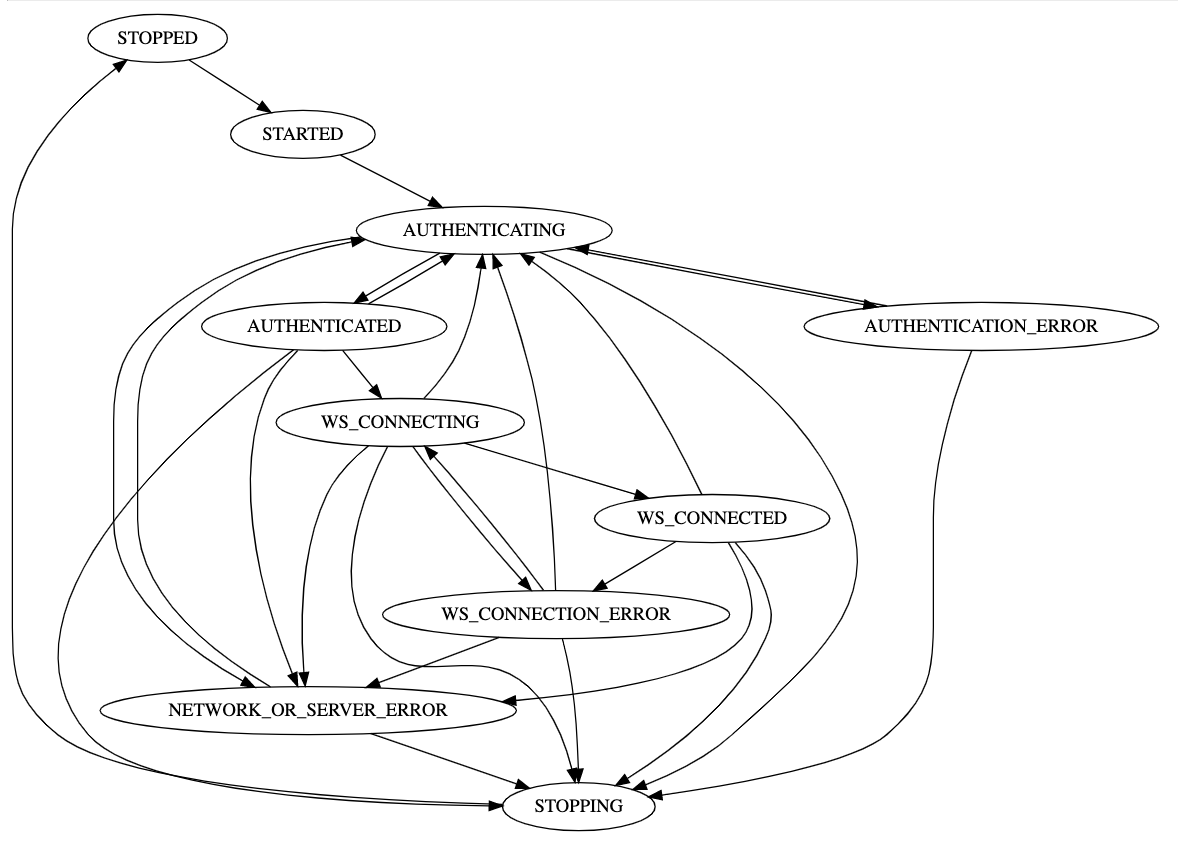 STOPPED
STARTED
AUTHENTICATING
AUTHENTICATED
AUTHENTICATION_ERROR
WS_CONNECTING
WS_CONNECTED
WS_CONNECTION_ERROR
NETWORK_OR_SERVER_ERROR
STOPPING